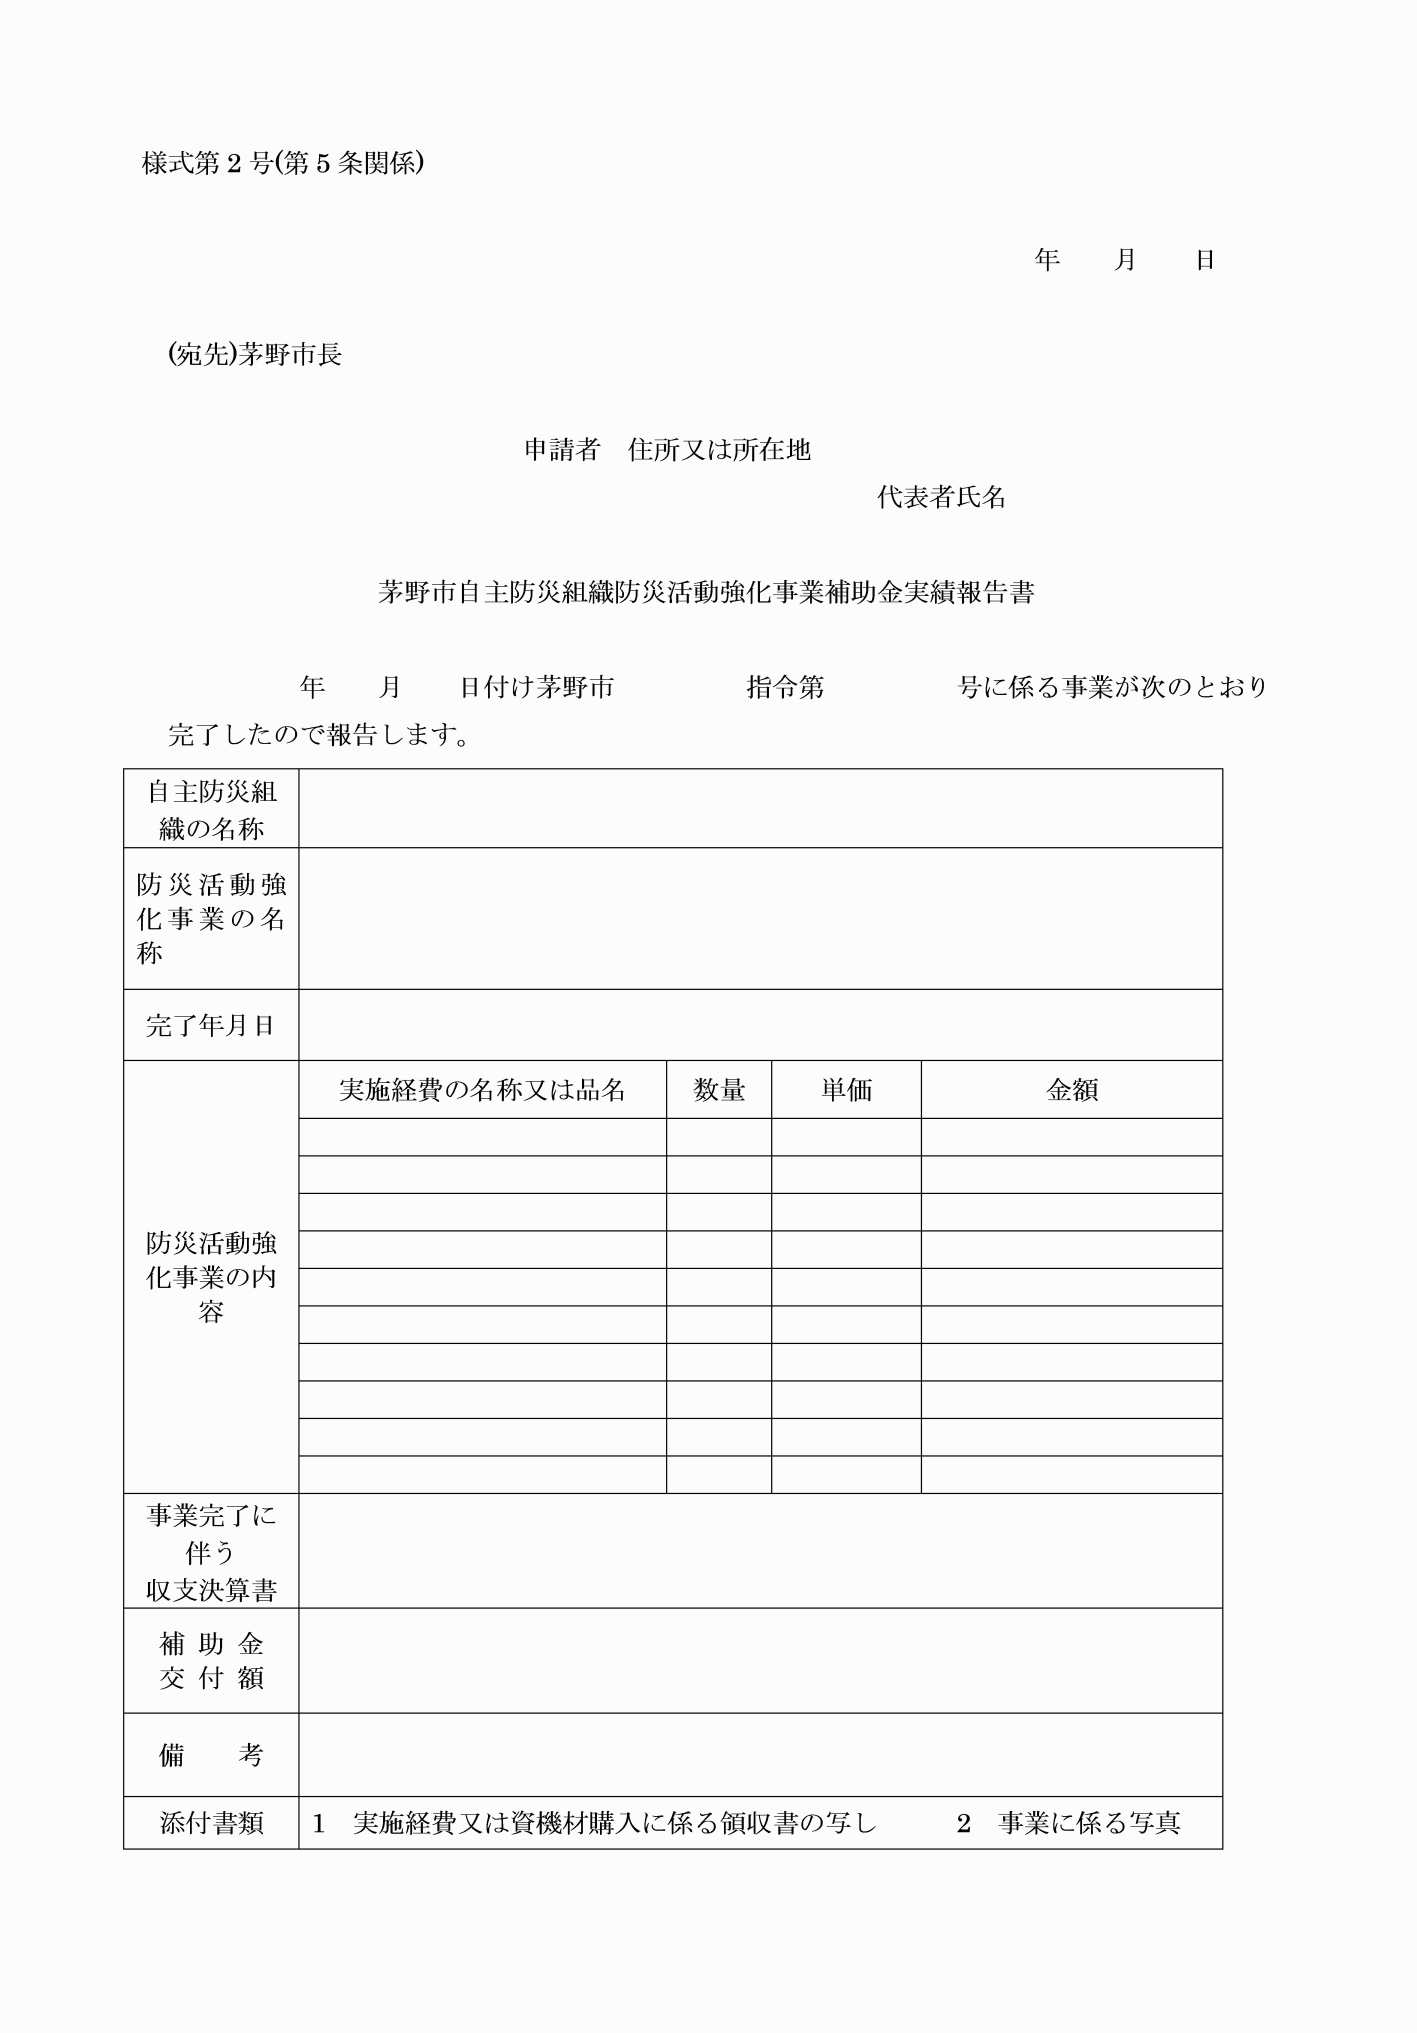 様式第2号(第5条関係)
年　　月　　日
(宛先)茅野市長
申請者　住所又は所在地
代表者氏名
茅野市自主防災組織防災活動強化事業補助金実績報告書
年　　月　　日付け茅野市　　　　　指令第　　　　　号に係る事業が次のとおり
完了したので報告します。
自主防災組
織の名称
防災活動強
化事業の名
称
完了年月日
実施経費の名称又は品名　数量　単価　金額
防災活動強
化事業の内
容
事業完了に
伴う
収支決算書
補助金
交付額
備　　考
添付書類　1　実施経費又は資機材購入に係る領収書の写し　　　2　事業に係る写真